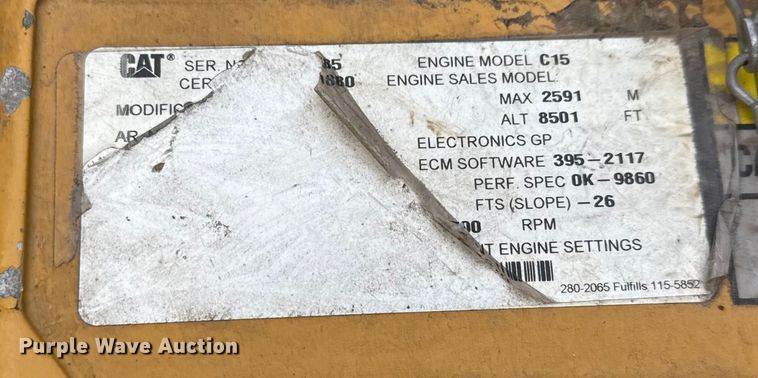 CAT® SER. 85 ENGINE MODEL C15
CER ENGINE SALES MODEL:
MODIFIC MAX 2591 M
AR ALT 8501 FT
ELECTRONICS GP
ECM SOFTWARE 395-2117
PERF. SPEC 0K-9860
FTS (SLOPE) -26
00 RPM
ENGINE SETTINGS
280-2065 Fulfills 115-5852
Purple Wave Auction